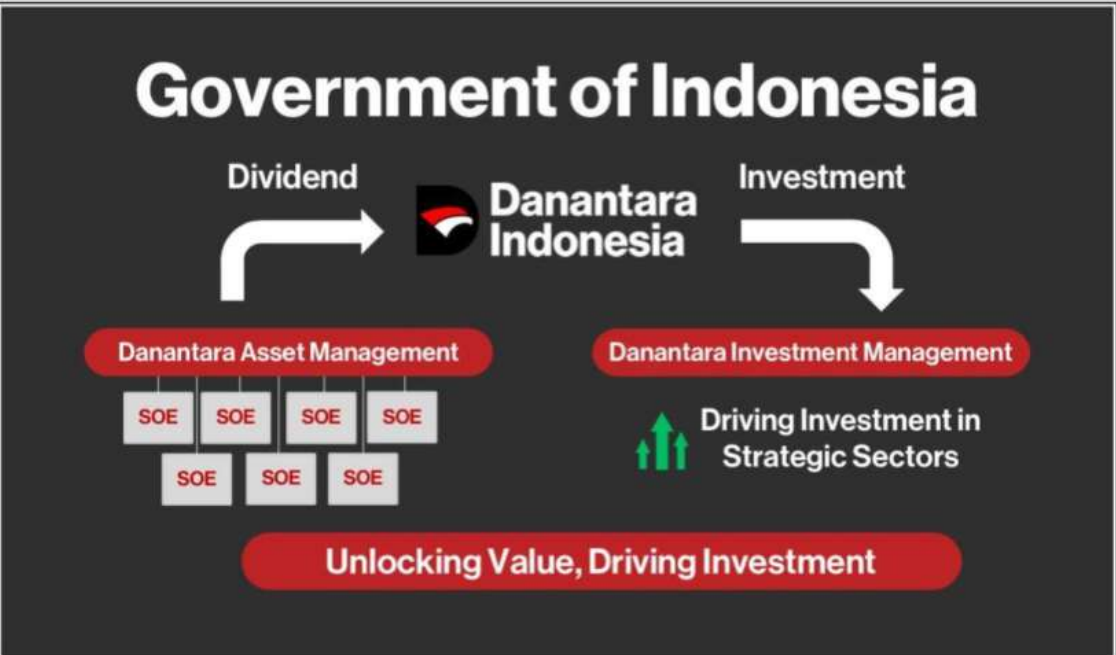 Government of Indonesia
Dividend
Danantara
Indonesia
Investment
Danantara Asset Management
SOE SOE SOE SOE
SOE SOE SOE
Danantara Investment Management
Driving Investment in
Strategic Sectors
Unlocking Value, Driving Investment